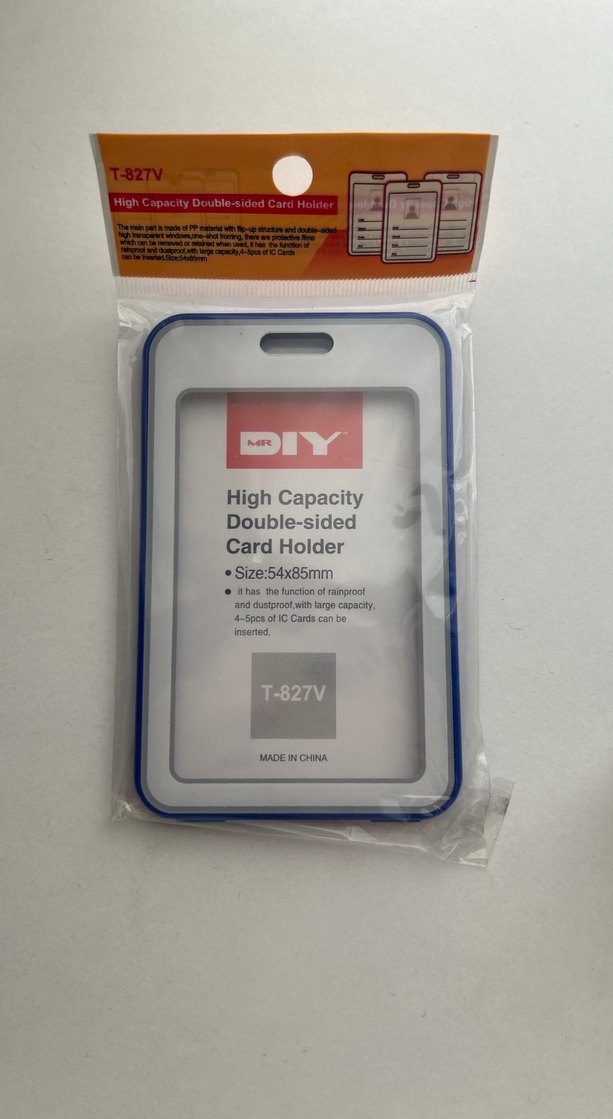 T-827V
High Capacity Double-sided Card Holder
The main part is made of PP material with flip-up structure and double-sided
high transparent windows,one-shot froming, there are protective films
which can be removed or retained when used, it has the function of
rainproof and dustproof,with large capacity,4-5pcs of IC Cards
can be inserted.Size:54x85mm
MR DIY™
High Capacity
Double-sided
Card Holder
• Size:54x85mm
• it has the function of rainproof
and dustproof,with large capacity,
4-5pcs of IC Cards can be
inserted.
T-827V
MADE IN CHINA